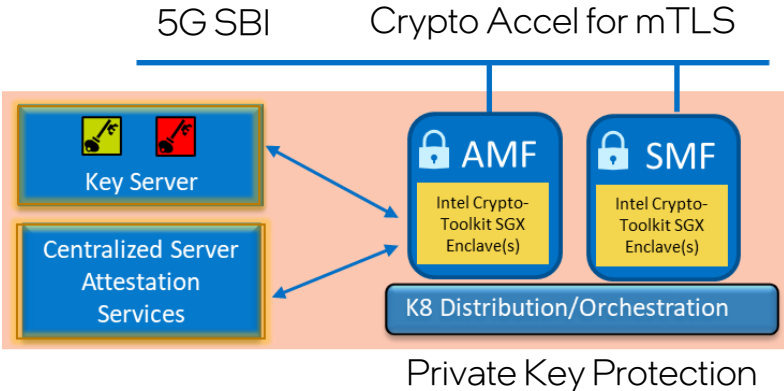 5G SBI
Crypto Accel for mTLS
Key Server
Centralized Server
Attestation
Services
AMF
Intel Crypto-
Toolkit SGX
Enclave(s)
SMF
Intel Crypto-
Toolkit SGX
Enclave(s)
K8 Distribution/Orchestration
Private Key Protection